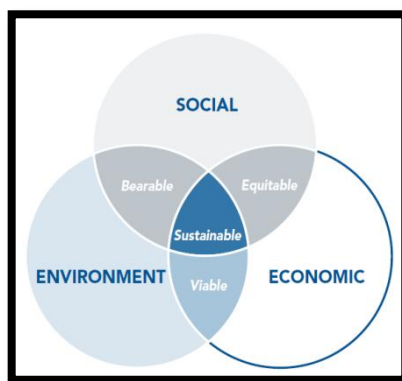 SOCIAL
Bearable
Equitable
Sustainable
ENVIRONMENT
ECONOMIC
Viable